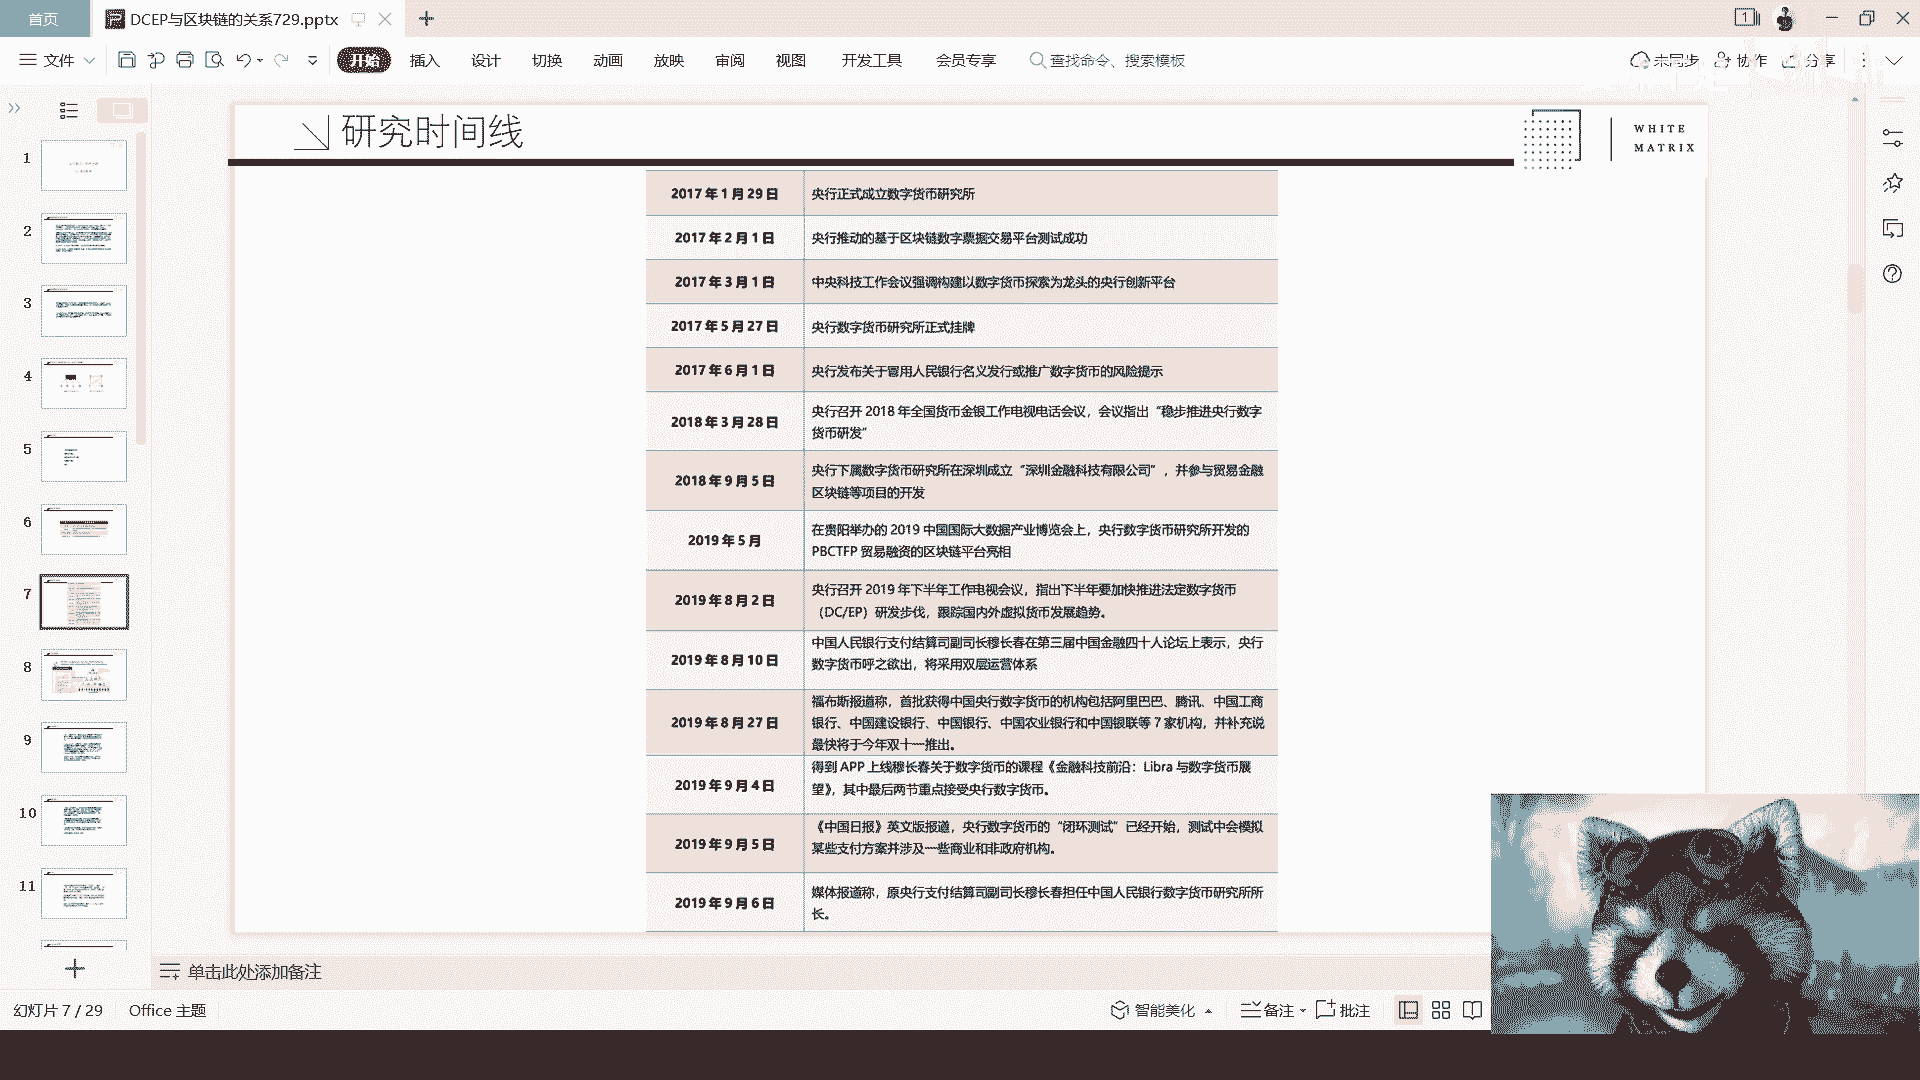 首页
DCEP与区块链的关系729.pptx
文件
开始
插入
设计
切换
动画
放映
审阅
视图
开发工具
会员专享
查找命令、搜索模板
未同步
协作
分享
研究时间线
WHITE
MATRIX
2017年1月29日
央行正式成立数字货币研究所
2017年2月1日
央行推动的基于区块链数字票据交易平台测试成功
2017年3月1日
中央科技工作会议强调构建以数字货币探索为龙头的央行创新平台
2017年5月27日
央行数字货币研究所正式挂牌
2017年6月1日
央行发布关于冒用人民银行名义发行或推广数字货币的风险提示
2018年3月28日
央行召开 2018 年全国货币金银工作电视电话会议，会议指出“稳步推进央行数字
货币研发”
2018年9月5日
央行下属数字货币研究所在深圳成立“深圳金融科技有限公司”，并参与贸易金融
区块链等项目的开发
2019年5月
在贵阳举办的 2019 中国国际大数据产业博览会上，央行数字货币研究所开发的
PBCTFP 贸易融资的区块链平台亮相
2019年8月2日
央行召开 2019 年下半年工作电视会议，指出下半年要加快推进法定数字货币
（DC/EP）研发步伐，跟踪国内外虚拟货币发展趋势。
2019年8月10日
中国人民银行支付结算司副司长穆长春在第三届中国金融四十人论坛上表示，央行
数字货币呼之欲出，将采用双层运营体系
2019年8月27日
福布斯报道称，首批获得中国央行数字货币的机构包括阿里巴巴、腾讯、中国工商
银行、中国建设银行、中国银行、中国农业银行和中国银联等 7 家机构，并补充说
最快将于今年双十一推出。
2019年9月4日
得到 APP 上线穆长春关于数字货币的课程《金融科技前沿：Libra 与数字货币展
望》，其中最后两节重点接受央行数字货币。
2019年9月5日
《中国日报》英文版报道，央行数字货币的“闭环测试”已经开始，测试中会模拟
某些支付方案并涉及一些商业和非政府机构。
2019年9月6日
媒体报道称，原央行支付结算司副司长穆长春担任中国人民银行数字货币研究所所
长。
1
2
3
4
5
6
7
8
9
10
11
单击此处添加备注
幻灯片 7 / 29
Office 主题
智能美化
备注
批注